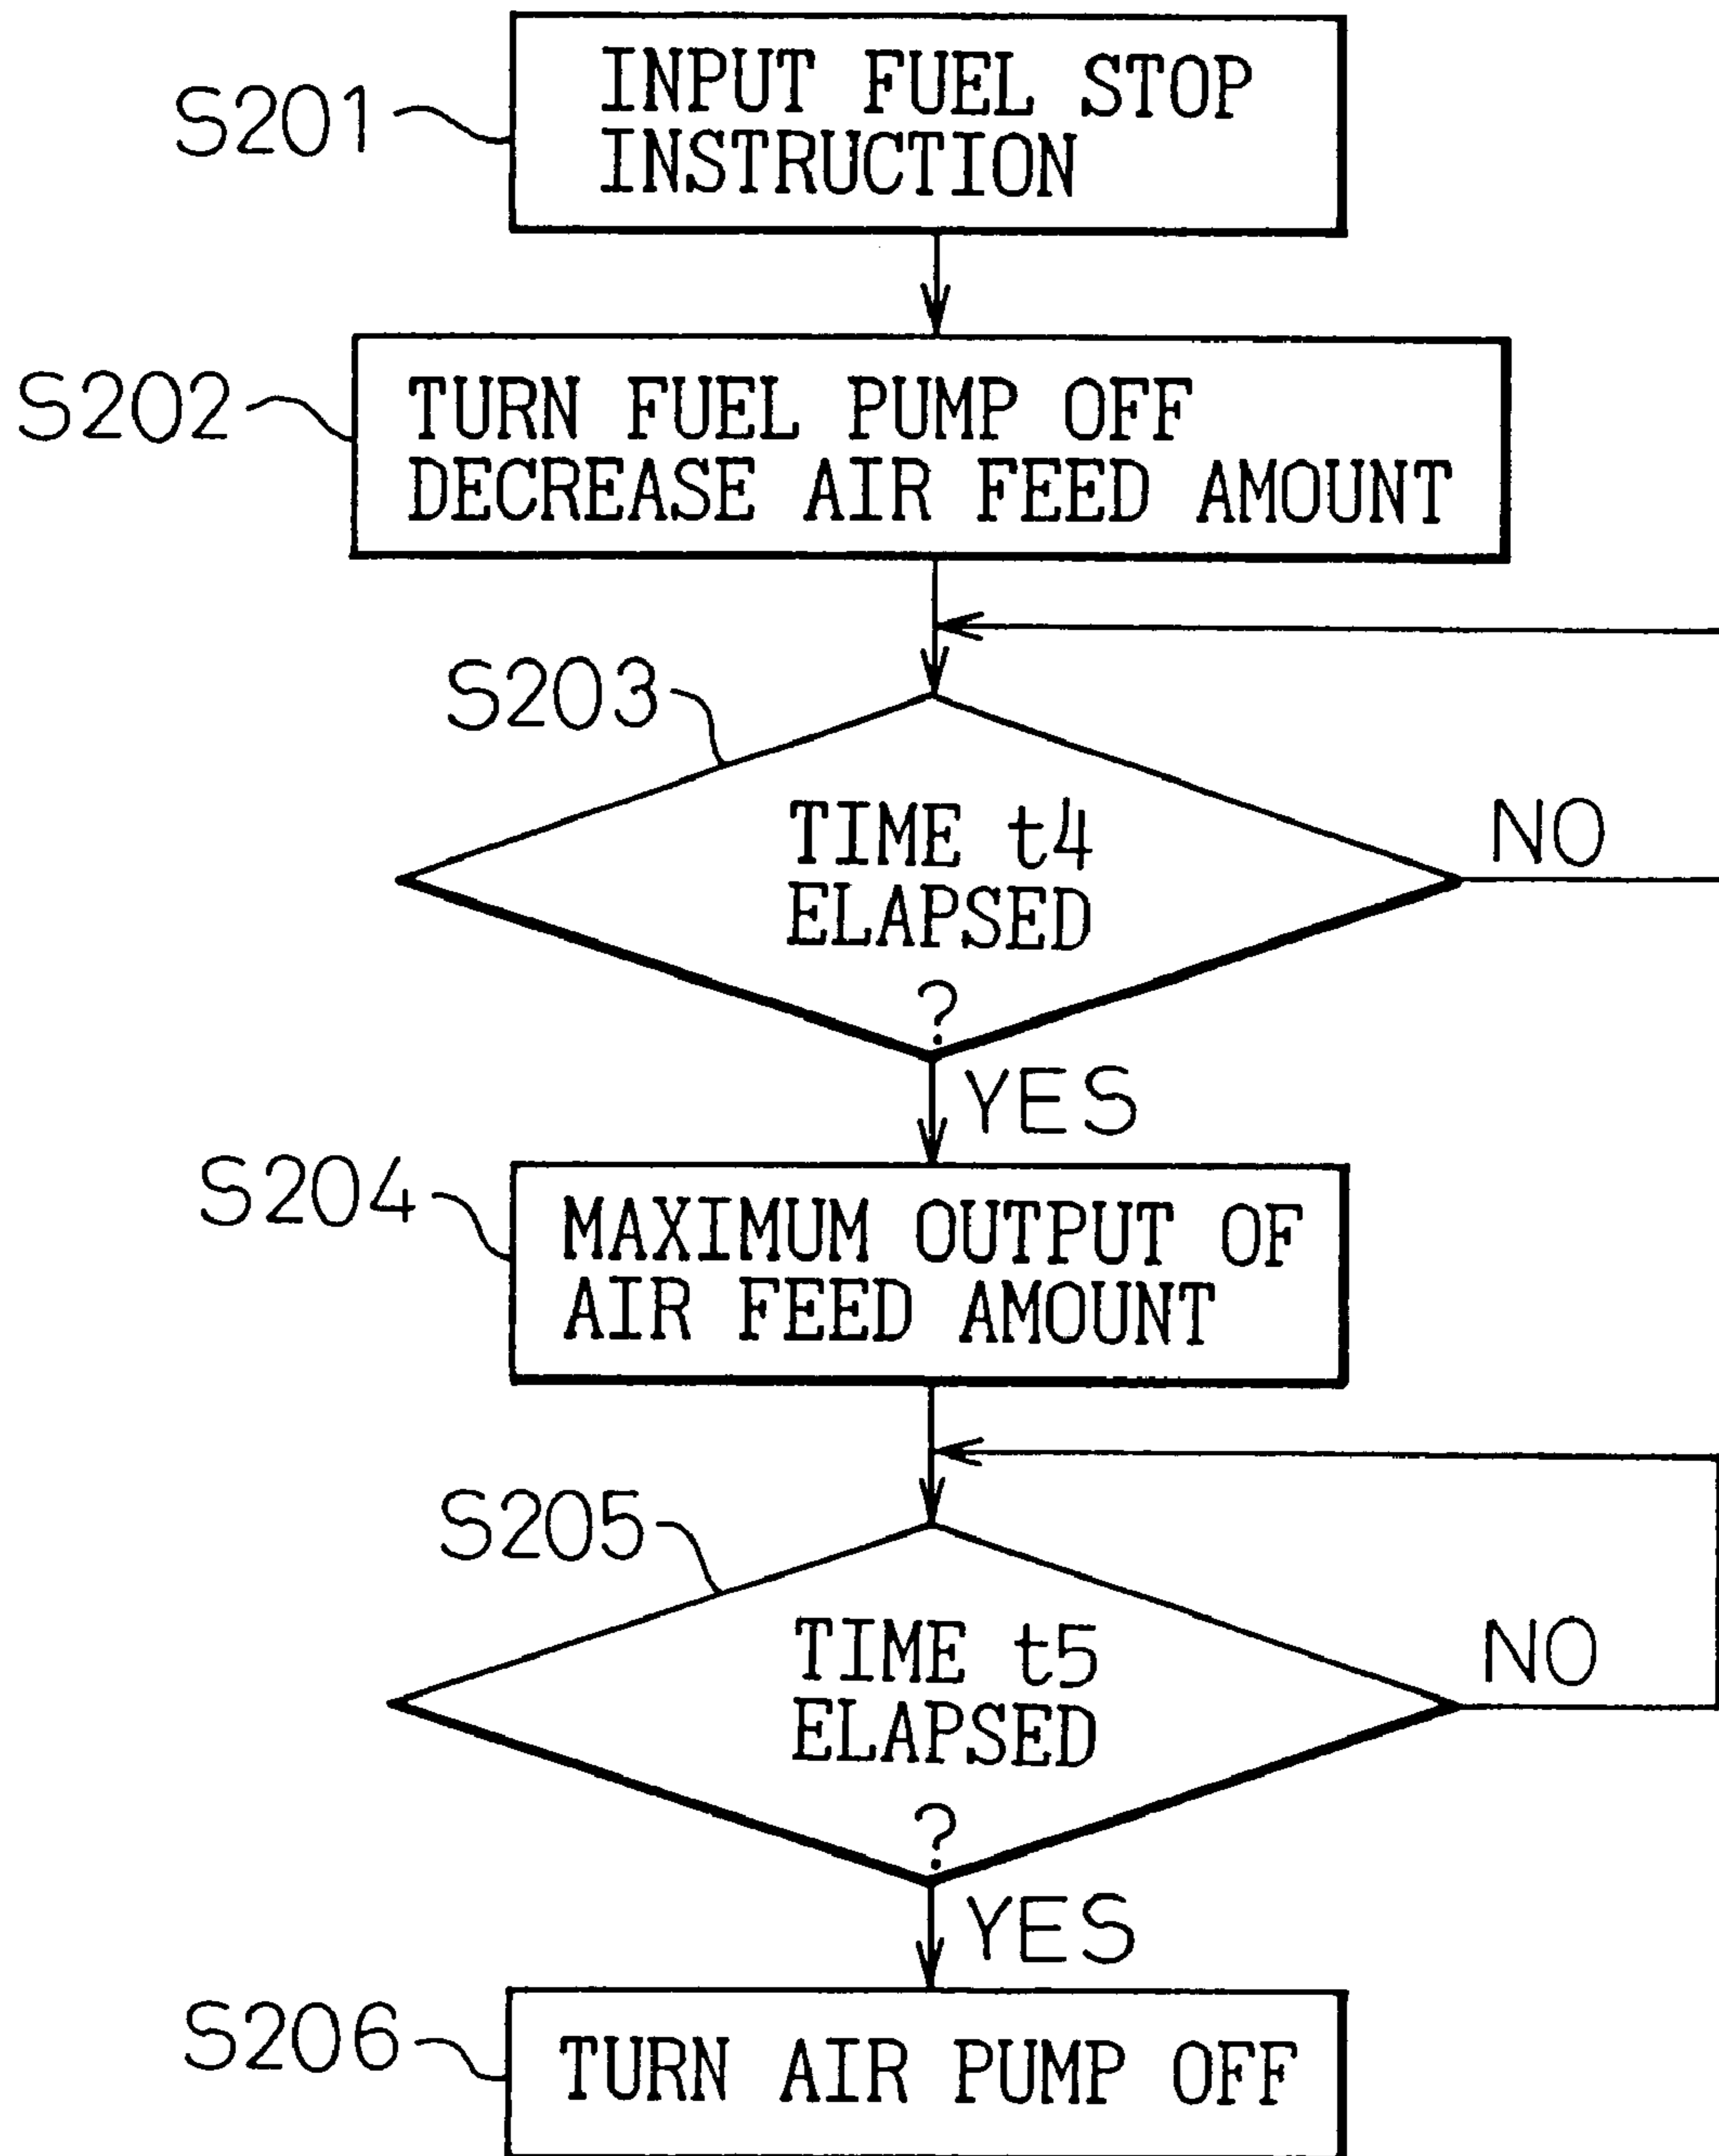 S201
INPUT FUEL STOP
INSTRUCTION
S202
TURN FUEL PUMP OFF
DECREASE AIR FEED AMOUNT
S203
TIME t4
ELAPSED
?
NO
YES
S204
MAXIMUM OUTPUT OF
AIR FEED AMOUNT
S205
TIME t5
ELAPSED
?
NO
YES
S206
TURN AIR PUMP OFF